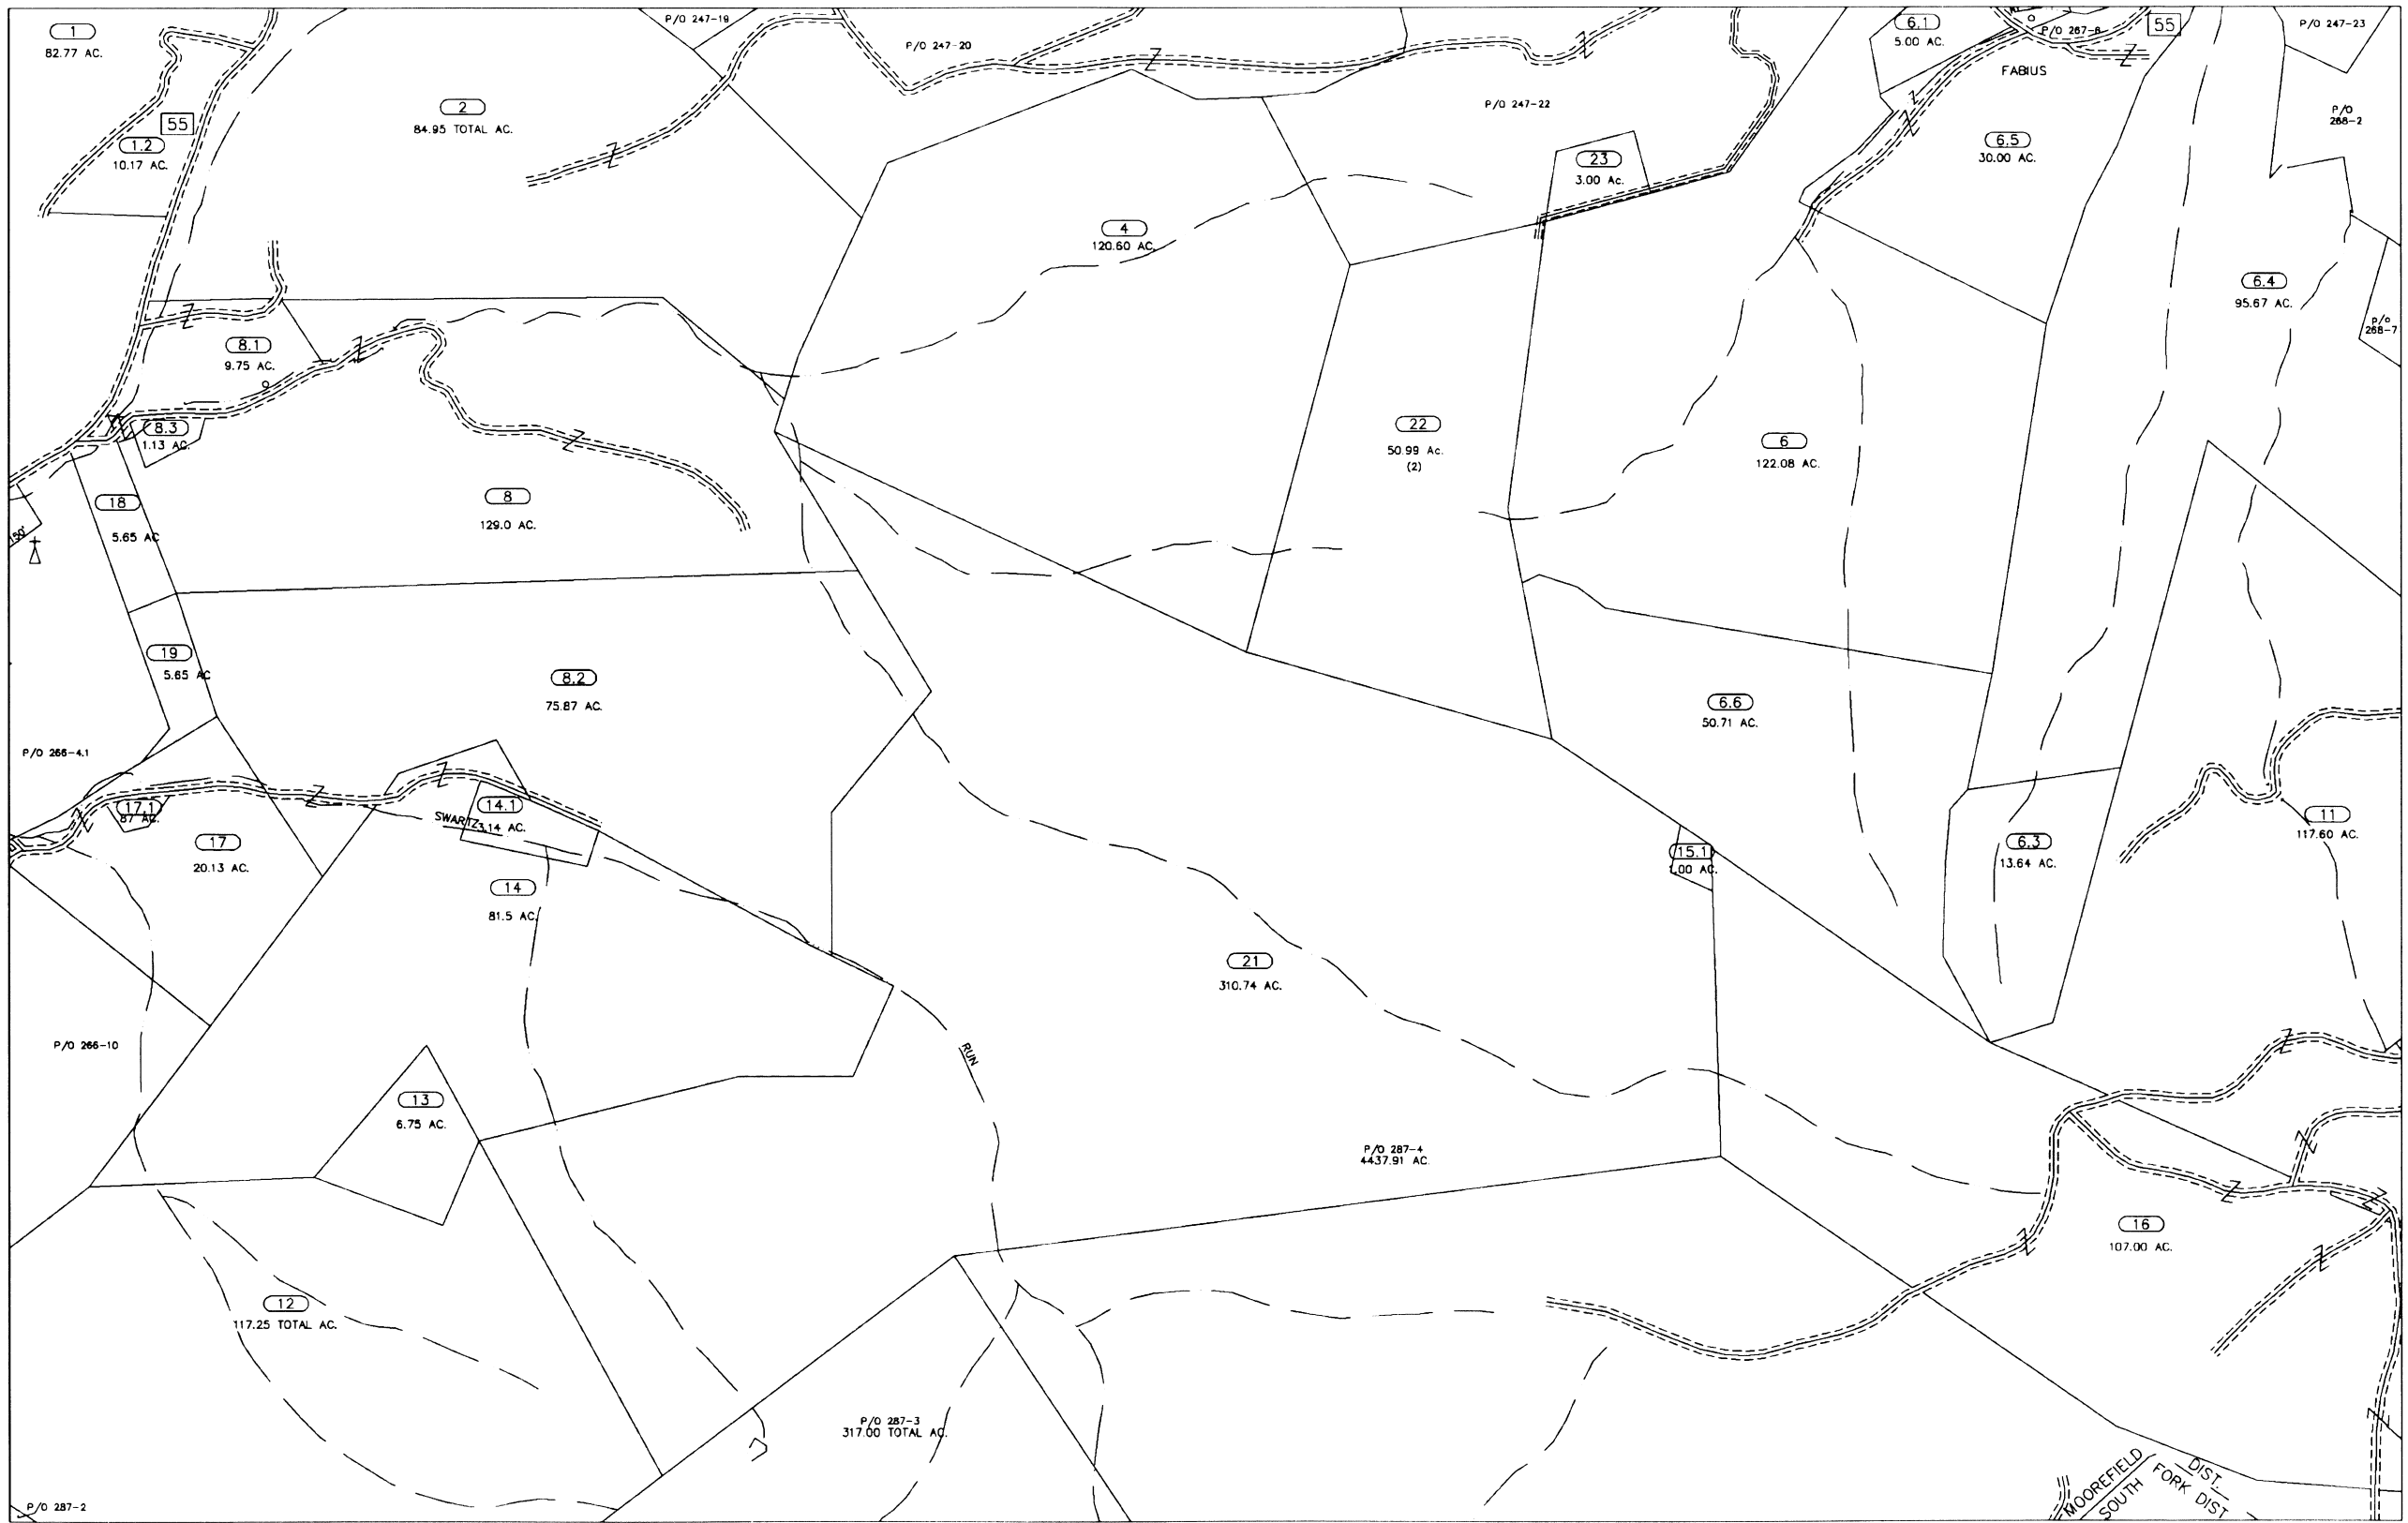 1
82.77 AC.
P/O 247-19
P/O 247-20
6.1
5.00 AC.
P/O 267-6
55
P/O 247-23
FABIUS
2
84.95 TOTAL AC.
55
1.2
10.17 AC.
P/O 247-22
P/O
268-2
23
3.00 Ac.
6.5
30.00 AC.
4
120.60 AC.
6.4
95.67 AC.
P/O
268-7
8.1
9.75 AC.
8.3
1.13 AC.
22
50.99 Ac.
(2)
6
122.08 AC.
18
5.65 AC
8
129.0 AC.
150'
19
5.65 AC
8.2
75.87 AC.
6.6
50.71 AC.
P/O 266-4.1
17.1
87 AC.
14.1
3.14 AC.
SWARTZ
17
20.13 AC.
11
117.60 AC.
15.1
1.00 AC.
6.3
13.64 AC.
14
81.5 AC.
21
310.74 AC.
P/O 266-10
RUN
13
6.75 AC.
P/O 287-4
4437.91 AC.
16
107.00 AC.
12
117.25 TOTAL AC.
P/O 287-3
317.00 TOTAL AC.
P/O 287-2
MOOREFIELD DIST.
SOUTH FORK DIST